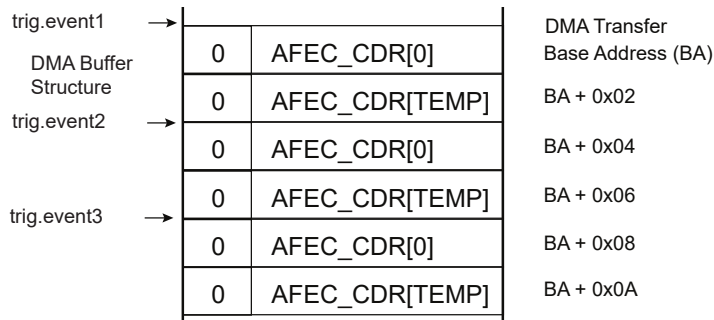 trig.event1
DMA Transfer
Base Address (BA)
DMA Buffer
Structure
0 AFEC_CDR[0]
0 AFEC_CDR[TEMP] BA + 0x02
trig.event2
0 AFEC_CDR[0] BA + 0x04
0 AFEC_CDR[TEMP] BA + 0x06
trig.event3
0 AFEC_CDR[0] BA + 0x08
0 AFEC_CDR[TEMP] BA + 0x0A